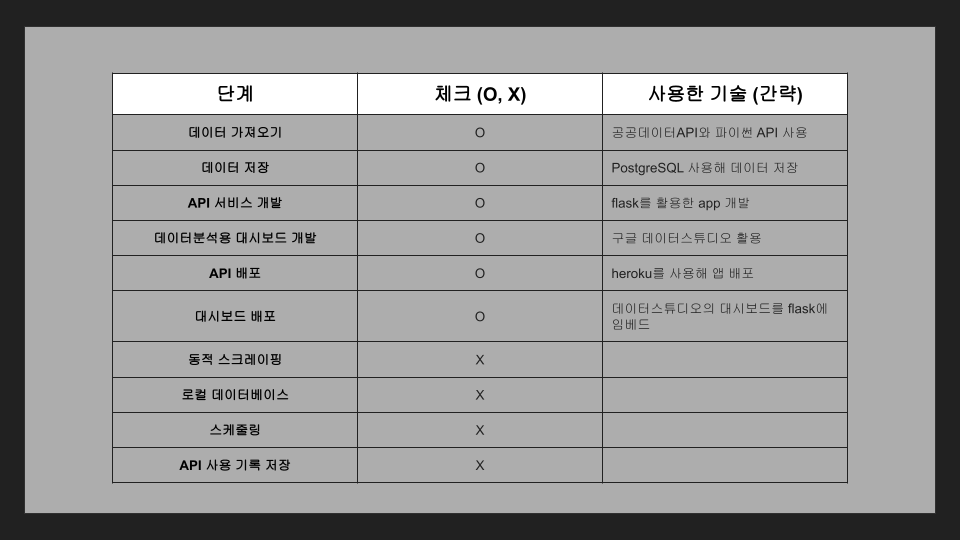 단계 체크 (O, X) 사용한 기술 (간략)
데이터 가져오기 O 공공데이터API와 파이썬 API 사용
데이터 저장 O PostgreSQL 사용해 데이터 저장
API 서비스 개발 O flask를 활용한 app 개발
데이터분석용 대시보드 개발 O 구글 데이터스튜디오 활용
API 배포 O heroku를 사용해 앱 배포
대시보드 배포 O 데이터스튜디오의 대시보드를 flask에
임베드
동적 스크레이핑 X
로컬 데이터베이스 X
스케줄링 X
API 사용 기록 저장 X